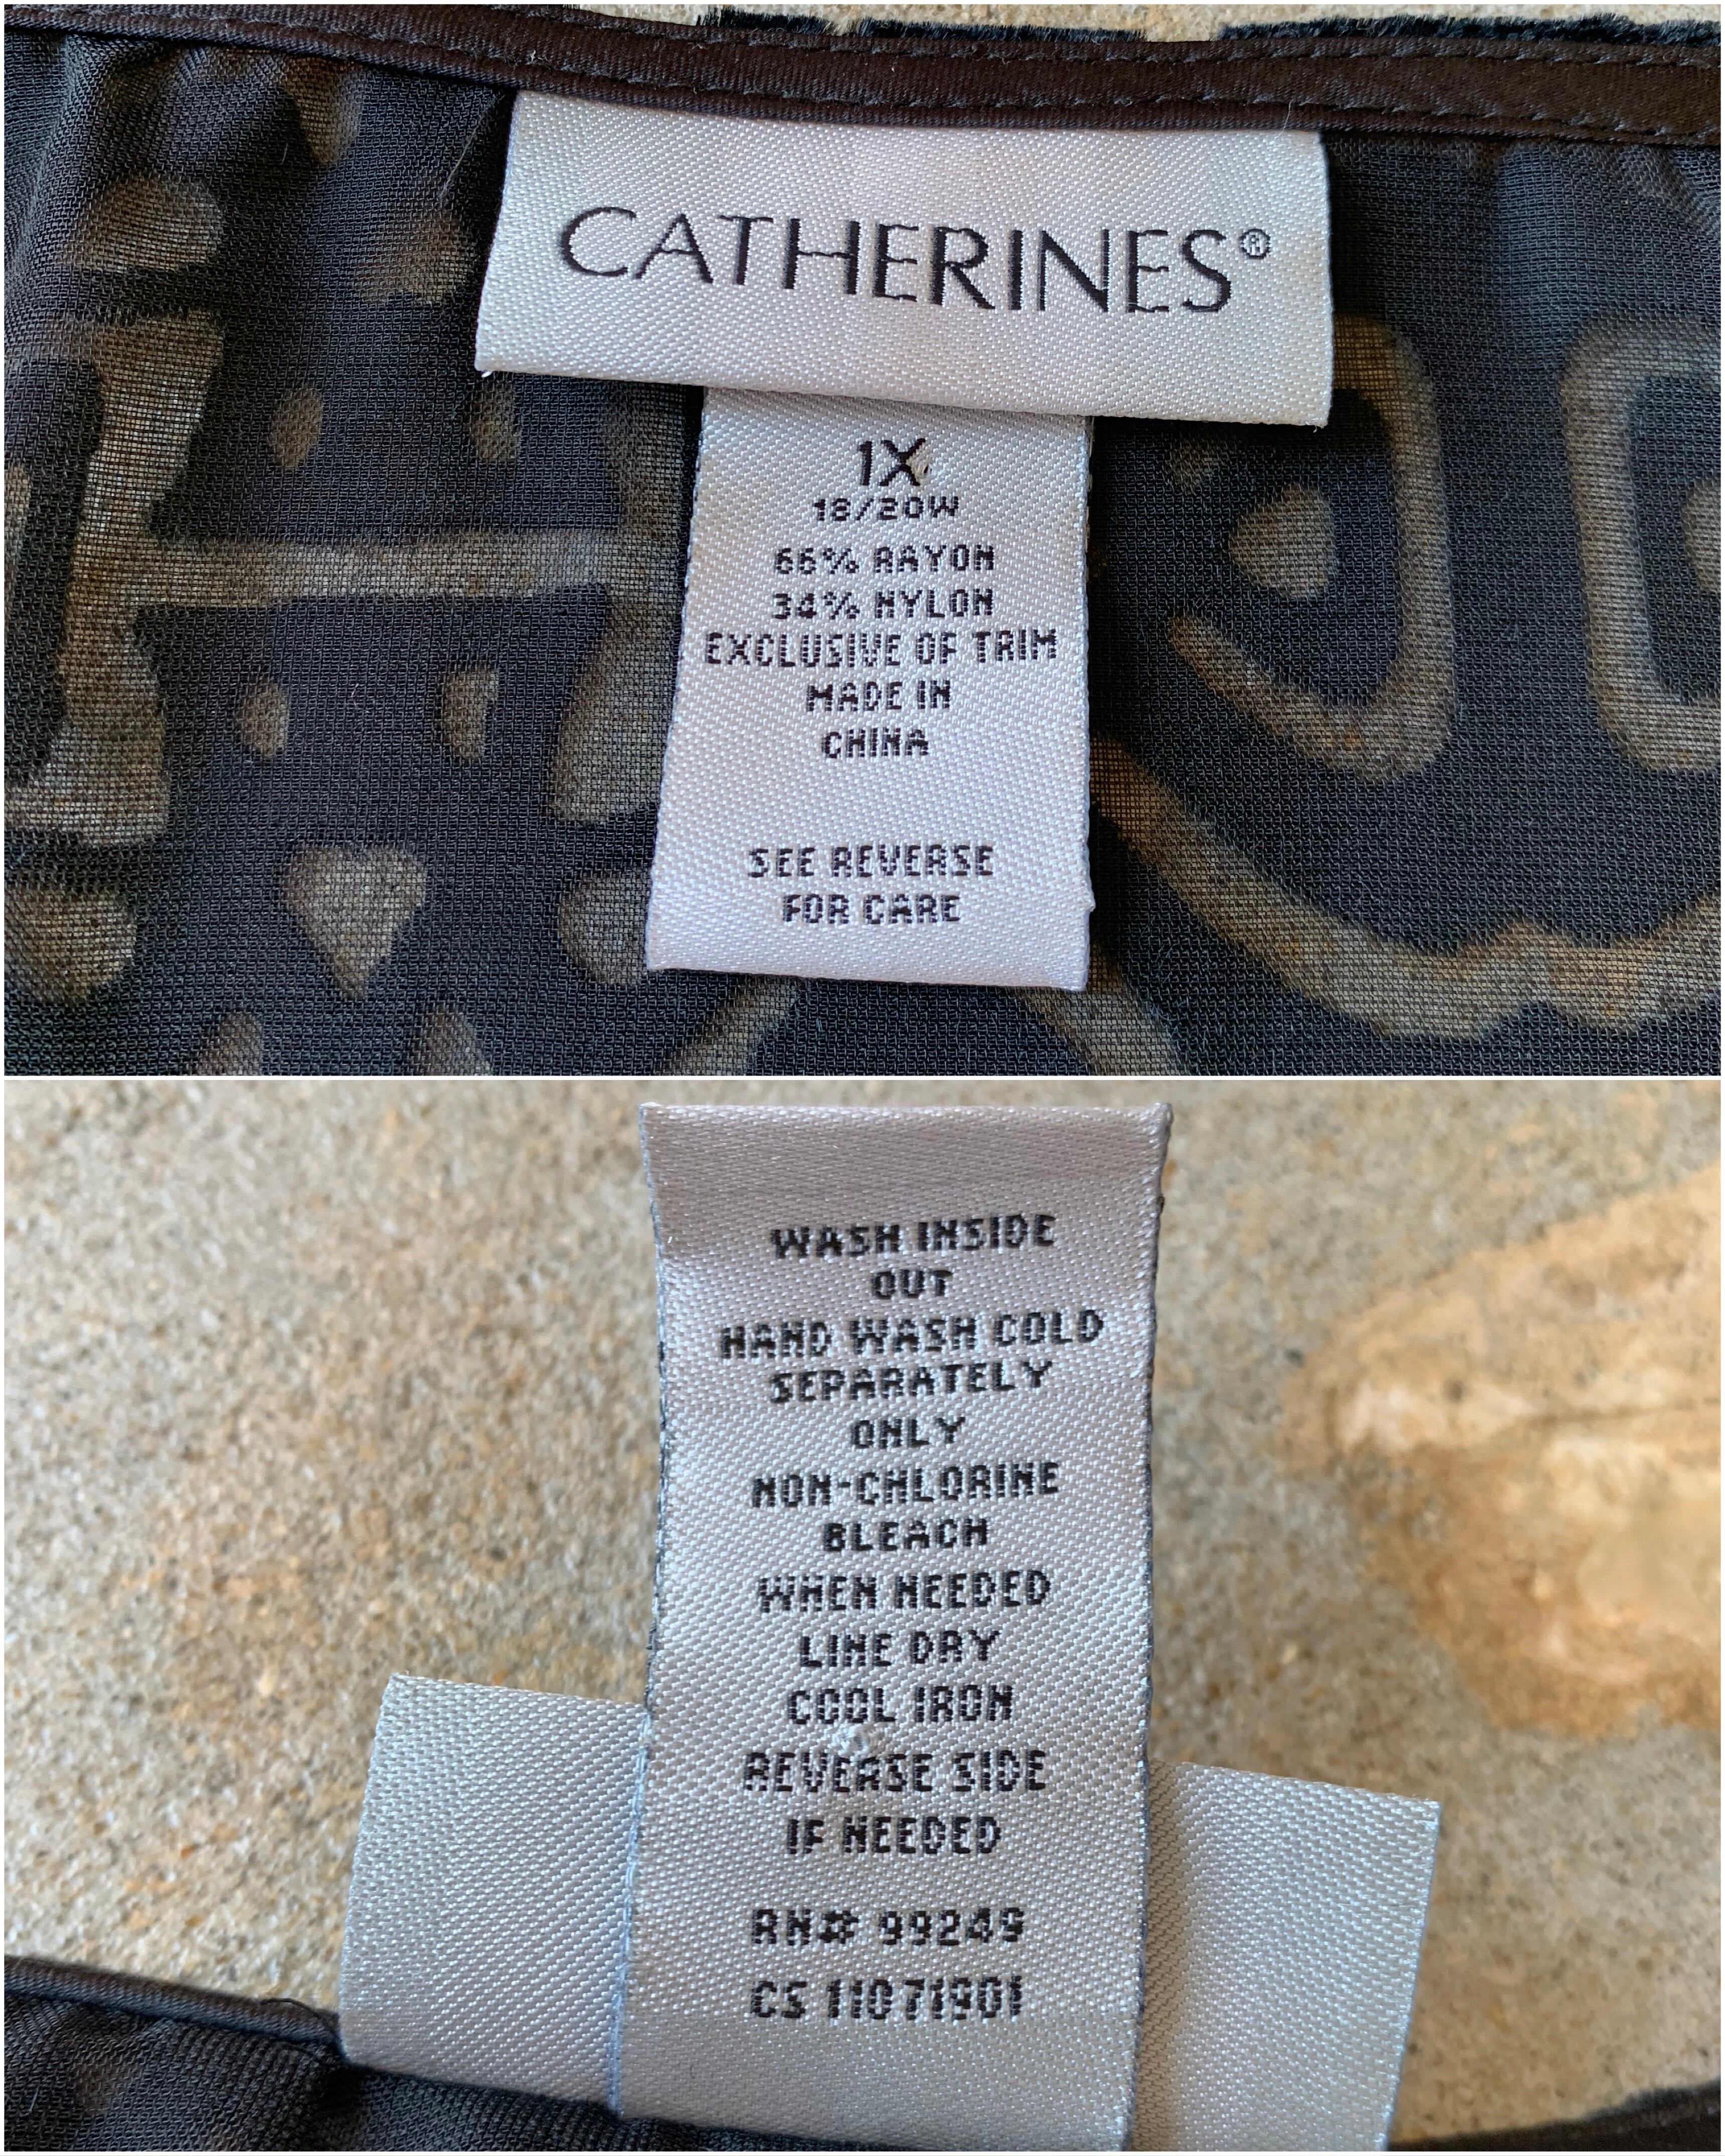 CATHERINES®
1X
18/20W
66% RAYON
34% NYLON
EXCLUSIVE OF TRIM
MADE IN
CHINA
SEE REVERSE
FOR CARE
WASH INSIDE
OUT
HAND WASH COLD
SEPARATELY
ONLY
NON-CHLORINE
BLEACH
WHEN NEEDED
LINE DRY
COOL IRON
REVERSE SIDE
IF NEEDED
RN# 99249
CS 11071901